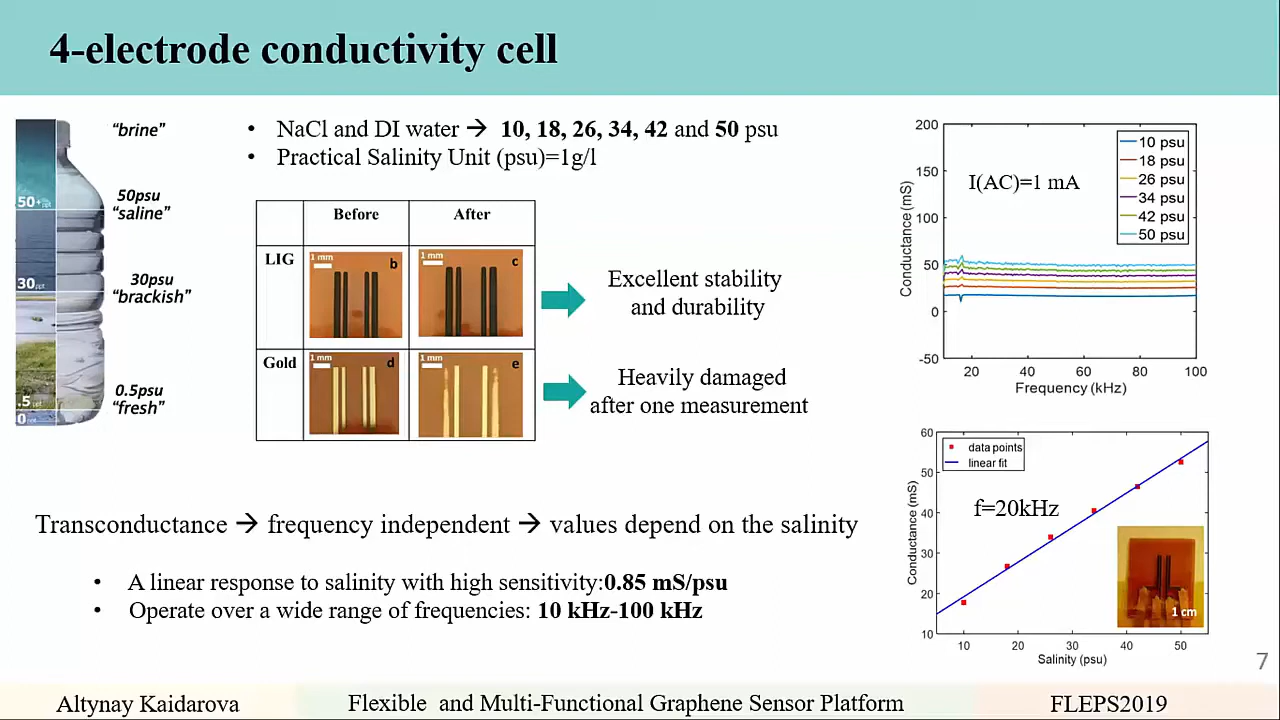 4-electrode conductivity cell
“brine”
50psu
“saline”
30psu
“brackish”
0.5psu
“fresh”
50+ppt
30ppt
.5ppt
0ppt
• NaCl and DI water → 10, 18, 26, 34, 42 and 50 psu
• Practical Salinity Unit (psu)=1g/l
Before After
LIG
1 mm b
1 mm c
Gold
1 mm d
1 mm e
Excellent stability
and durability
Heavily damaged
after one measurement
Transconductance → frequency independent → values depend on the salinity
• A linear response to salinity with high sensitivity:0.85 mS/psu
• Operate over a wide range of frequencies: 10 kHz-100 kHz
200
150
100
50
0
-50
Conductance (mS)
I(AC)=1 mA
10 psu
18 psu
26 psu
34 psu
42 psu
50 psu
20 40 60 80 100
Frequency (kHz)
60
50
40
30
20
10
Conductance (mS)
data points
linear fit
f=20kHz
1 cm
10 20 30 40 50
Salinity (psu)
7
Altynay Kaidarova
Flexible and Multi-Functional Graphene Sensor Platform
FLEPS2019